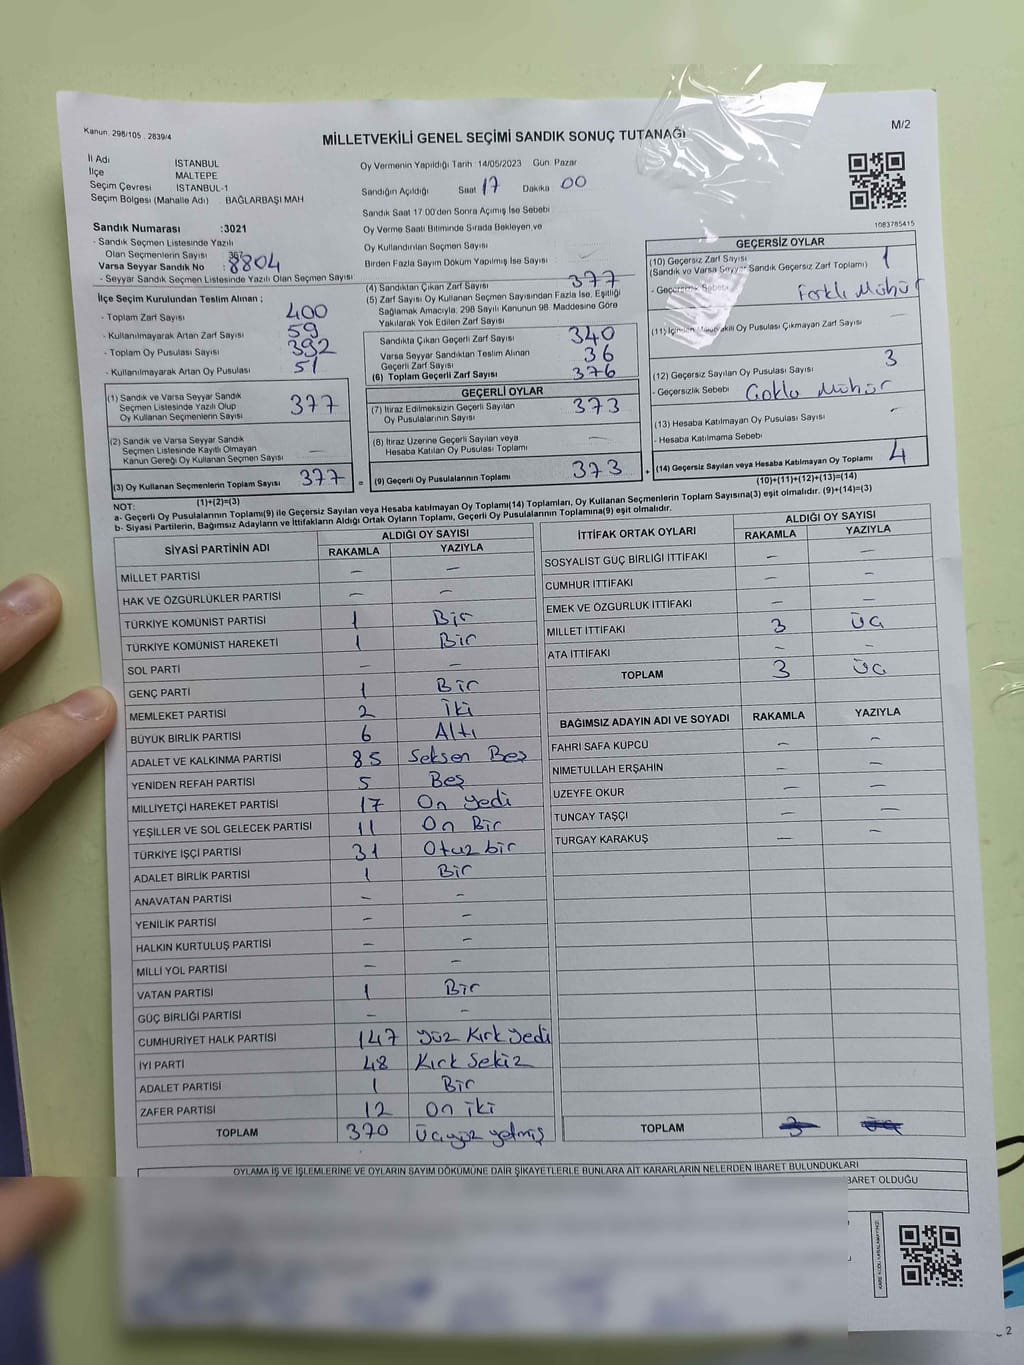 Kanun. 298/105 . 2839/4
MİLLETVEKİLİ GENEL SEÇİMİ SANDIK SONUÇ TUTANAĞI
M/2
İl Adı İSTANBUL
İlçe MALTEPE
Seçim Çevresi İSTANBUL-1
Seçim Bölgesi (Mahalle Adı) BAĞLARBAŞI MAH
Oy Vermenin Yapıldığı Tarih : 14/05/2023 Gün. Pazar
Sandığın Açıldığı Saat 17 Dakika 00
Sandık Saat 17 00'den Sonra Açılmış İse Sebebi
Oy Verme Saati Bitiminde Sırada Bekleyen ve
Oy Kullandırılan Seçmen Sayısı
Birden Fazla Sayım Döküm Yapılmış İse Sayısı
1083785415
Sandık Numarası :3021
- Sandık Seçmen Listesinde Yazılı
Olan Seçmenlerin Sayısı : 367
Varsa Seyyar Sandık No : 8804
- Seyyar Sandık Seçmen Listesinde Yazılı Olan Seçmen Sayısı
İlçe Seçim Kurulundan Teslim Alınan ;
- Toplam Zarf Sayısı : 400
- Kullanılmayarak Artan Zarf Sayısı : 59
- Toplam Oy Pusulası Sayısı : 392
- Kullanılmayarak Artan Oy Pusulası : 51
(4) Sandıktan Çıkan Zarf Sayısı 377
(5) Zarf Sayısı Oy Kullanan Seçmen Sayısından Fazla İse, Eşitliği
Sağlamak Amacıyla, 298 Sayılı Kanunun 98 Maddesine Göre
Yakılarak Yok Edilen Zarf Sayısı
Sandıkta Çıkan Geçerli Zarf Sayısı 340
Varsa Seyyar Sandıktan Teslim Alınan
Geçerli Zarf Sayısı 36
(6) Toplam Geçerli Zarf Sayısı 376
GEÇERSİZ OYLAR
(10) Geçersiz Zarf Sayısı 1
(Sandık ve Varsa Seyyar Sandık Geçersiz Zarf Toplamı)
- Geçersizlik Sebebi Farklı Mühür
Oy Pusulası Çıkmayan Zarf Sayısı —
(12) Geçersiz Sayılan Oy Pusulası Sayısı 3
- Geçersizlik Sebebi Çoklu Mühür
(13) Hesaba Katılmayan Oy Pusulası Sayısı —
- Hesaba Katılmama Sebebi
(14) Geçersiz Sayılan veya Hesaba Katılmayan Oy Toplamı 4
(10)+(11)+(12)+(13)=(14)
(1) Sandık ve Varsa Seyyar Sandık
Seçmen Listesinde Yazılı Olup
Oy Kullanan Seçmenlerin Sayısı 377
(2) Sandık ve Varsa Seyyar Sandık
Seçmen Listesinde Kayıtlı Olmayan
Kanun Gereği Oy Kullanan Seçmen Sayısı —
(3) Oy Kullanan Seçmenlerin Toplam Sayısı 377 =
(1)+(2)=(3)
GEÇERLİ OYLAR
(7) İtiraz Edilmeksizin Geçerli Sayılan
Oy Pusulalarının Sayısı 373
(8) İtiraz Üzerine Geçerli Sayılan veya
Hesaba Katılan Oy Pusulası Toplamı —
(9) Geçerli Oy Pusulalarının Toplamı 373 +
NOT:
a- Geçerli Oy Pusulalarının Toplamı(9) ile Geçersiz Sayılan veya Hesaba katılmayan Oy Toplamı(14) Toplamları, Oy Kullanan Seçmenlerin Toplam Sayısına(3) eşit olmalıdır. (9)+(14)=(3)
b- Siyasi Partilerin, Bağımsız Adayların ve İttifakların Aldığı Ortak Oyların Toplamı, Geçerli Oy Pusulalarının Toplamına(9) eşit olmalıdır.
SİYASİ PARTİNİN ADI ALDIĞI OY SAYISI
RAKAMLA YAZIYLA
MİLLET PARTİSİ — —
HAK VE ÖZGÜRLÜKLER PARTİSİ — —
TÜRKİYE KOMÜNİST PARTİSİ 1 Bir
TÜRKİYE KOMÜNİST HAREKETİ 1 Bir
SOL PARTİ — —
GENÇ PARTİ 1 Bir
MEMLEKET PARTİSİ 2 İki
BÜYÜK BİRLİK PARTİSİ 6 Altı
ADALET VE KALKINMA PARTİSİ 85 Seksen Beş
YENİDEN REFAH PARTİSİ 5 Beş
MİLLİYETÇİ HAREKET PARTİSİ 17 On yedi
YEŞİLLER VE SOL GELECEK PARTİSİ 11 On Bir
TÜRKİYE İŞÇİ PARTİSİ 31 Otuz bir
ADALET BİRLİK PARTİSİ 1 Bir
ANAVATAN PARTİSİ — —
YENİLİK PARTİSİ — —
HALKIN KURTULUŞ PARTİSİ — —
MİLLİ YOL PARTİSİ — —
VATAN PARTİSİ 1 Bir
GÜÇ BİRLİĞİ PARTİSİ — —
CUMHURİYET HALK PARTİSİ 147 yüz Kırk yedi
İYİ PARTİ 48 Kırk Sekiz
ADALET PARTİSİ 1 Bir
ZAFER PARTİSİ 12 On iki
TOPLAM 370 Üçyüz yetmiş
İTTİFAK ORTAK OYLARI ALDIĞI OY SAYISI
RAKAMLA YAZIYLA
SOSYALİST GÜÇ BİRLİĞİ İTTİFAKI — —
CUMHUR İTTİFAKI — —
EMEK VE ÖZGÜRLÜK İTTİFAKI — —
MİLLET İTTİFAKI 3 Üç
ATA İTTİFAKI — —
TOPLAM 3 Üç
BAĞIMSIZ ADAYIN ADI VE SOYADI RAKAMLA YAZIYLA
FAHRİ SAFA KÜPCÜ — —
NİMETULLAH ERŞAHİN — —
ÜZEYFE OKUR — —
TUNCAY TAŞÇI — —
TURGAY KARAKUŞ — —
TOPLAM 3 Üç
OYLAMA İŞ VE İŞLEMLERİNE VE OYLARIN SAYIM DÖKÜMÜNE DAİR ŞİKAYETLERLE BUNLARA AİT KARARLARIN NELERDEN İBARET BULUNDUKLARI
BARET OLDUĞU
2